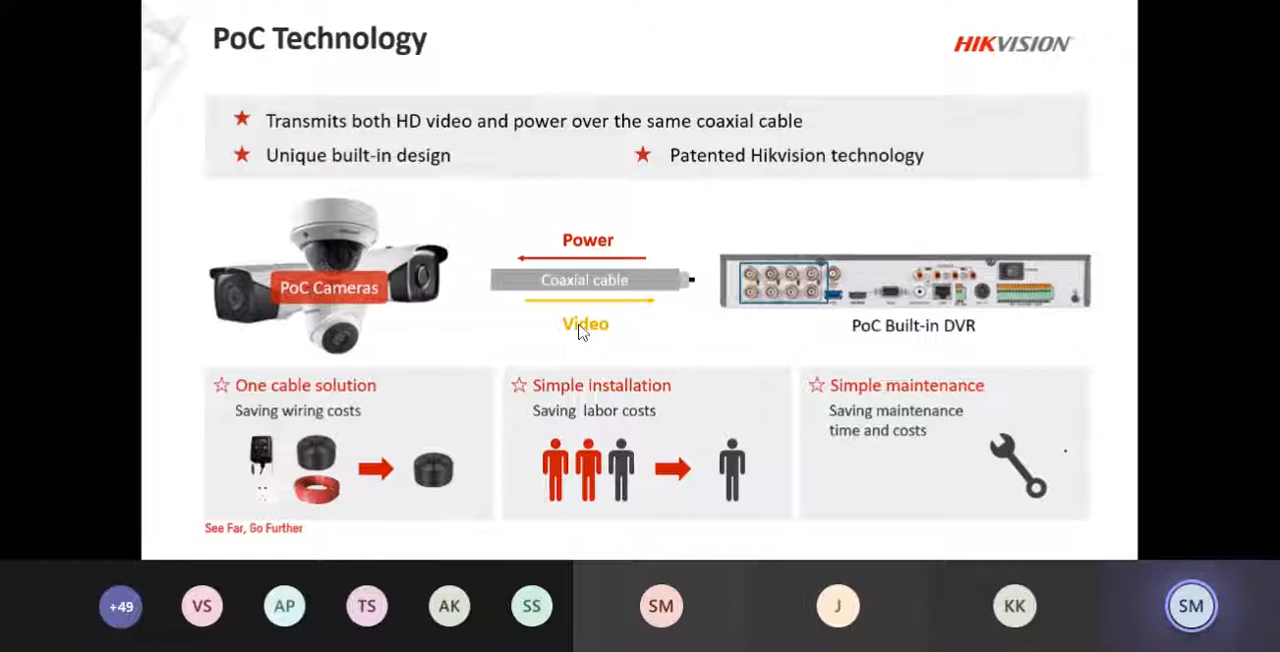 PoC Technology
HIKVISION
Transmits both HD video and power over the same coaxial cable
Unique built-in design
Patented Hikvision technology
PoC Cameras
Power
Coaxial cable
Video
PoC Built-in DVR
One cable solution
Saving wiring costs
Simple installation
Saving labor costs
Simple maintenance
Saving maintenance
time and costs
See Far, Go Further
+49
VS
AP
TS
AK
SS
SM
J
KK
SM